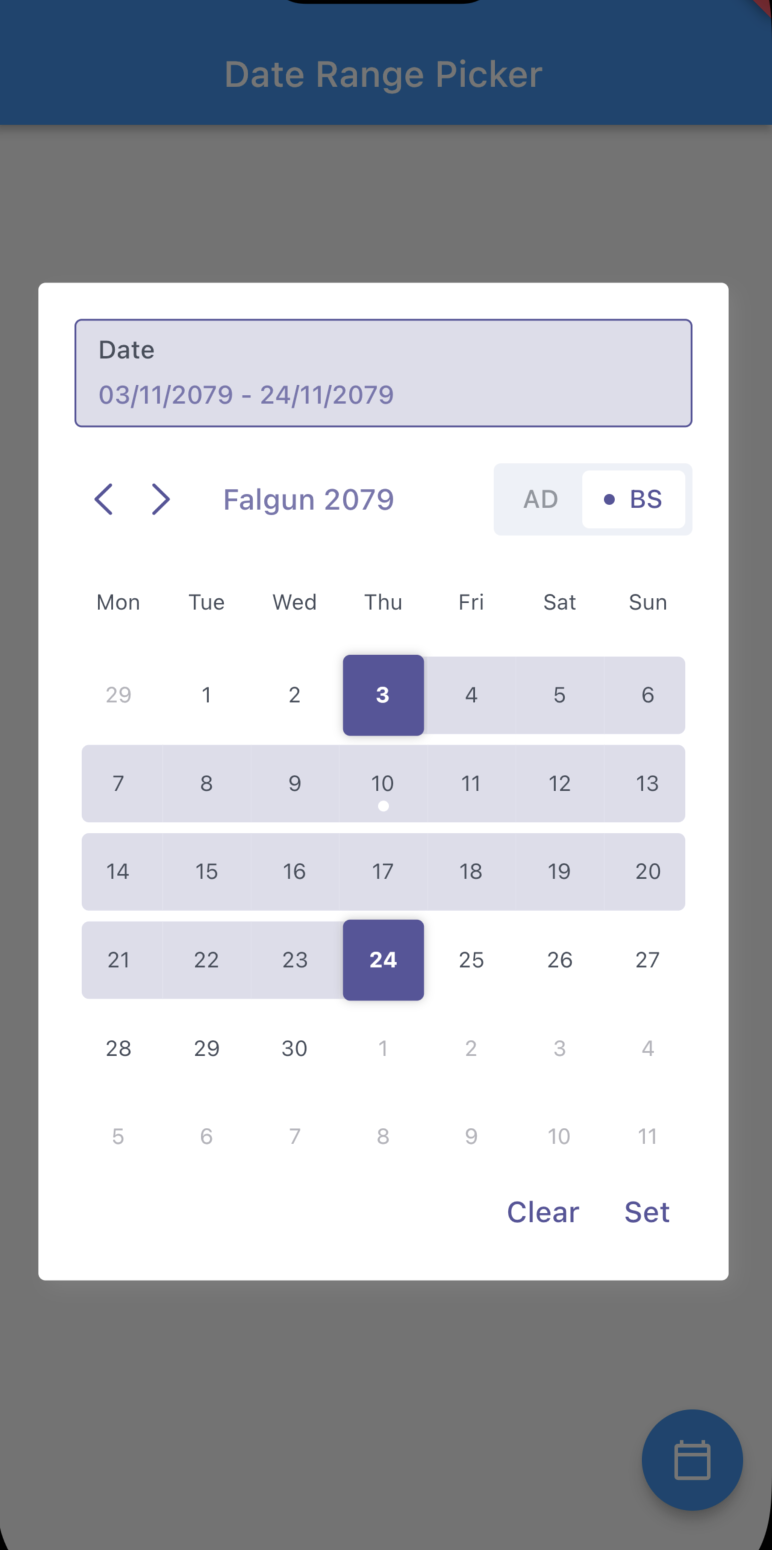 Date Range Picker
Date
03/11/2079 - 24/11/2079
Falgun 2079 AD BS
Mon Tue Wed Thu Fri Sat Sun
29 1 2 3 4 5 6
7 8 9 10 11 12 13
14 15 16 17 18 19 20
21 22 23 24 25 26 27
28 29 30 1 2 3 4
5 6 7 8 9 10 11
Clear Set